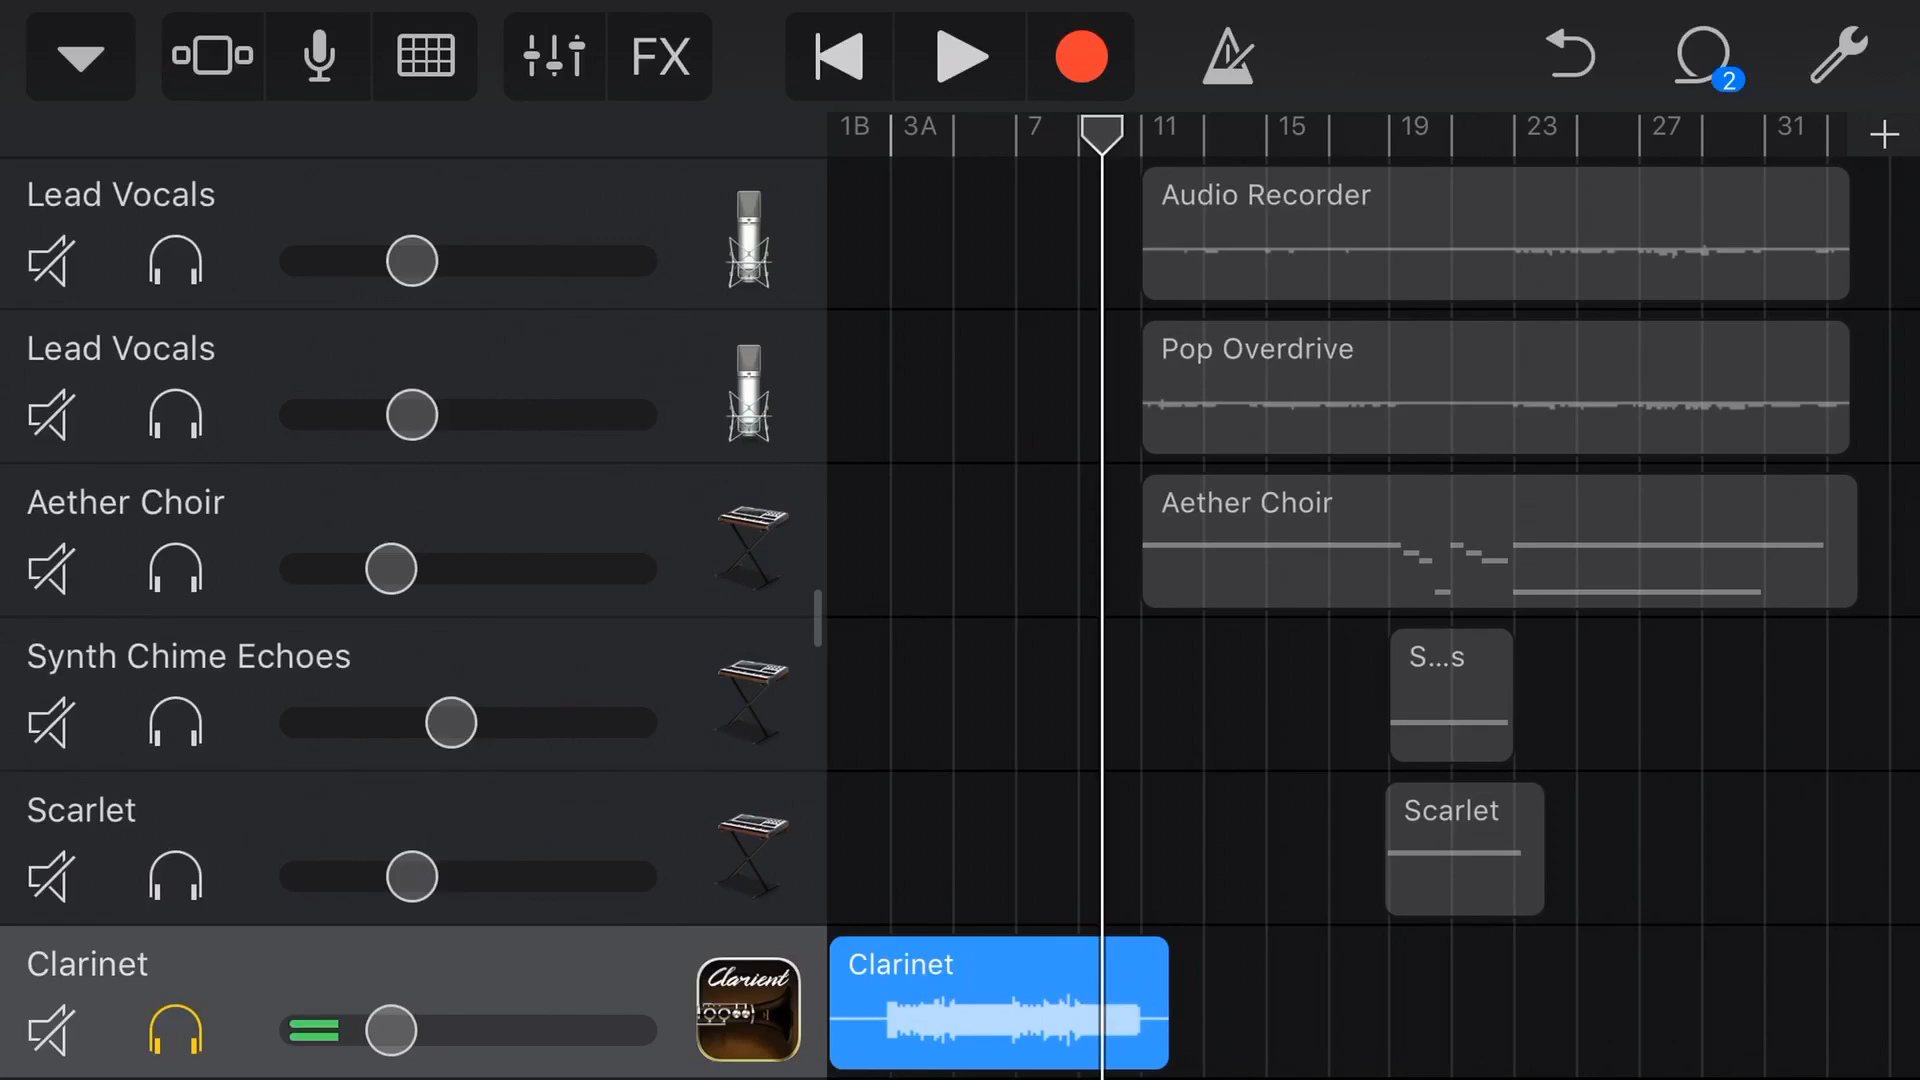 FX
2
1B 3A 7 11 15 19 23 27 31
Lead Vocals
Audio Recorder
Lead Vocals
Pop Overdrive
Aether Choir
Aether Choir
Synth Chime Echoes
S...s
Scarlet
Scarlet
Clarinet
Clarient
Clarinet